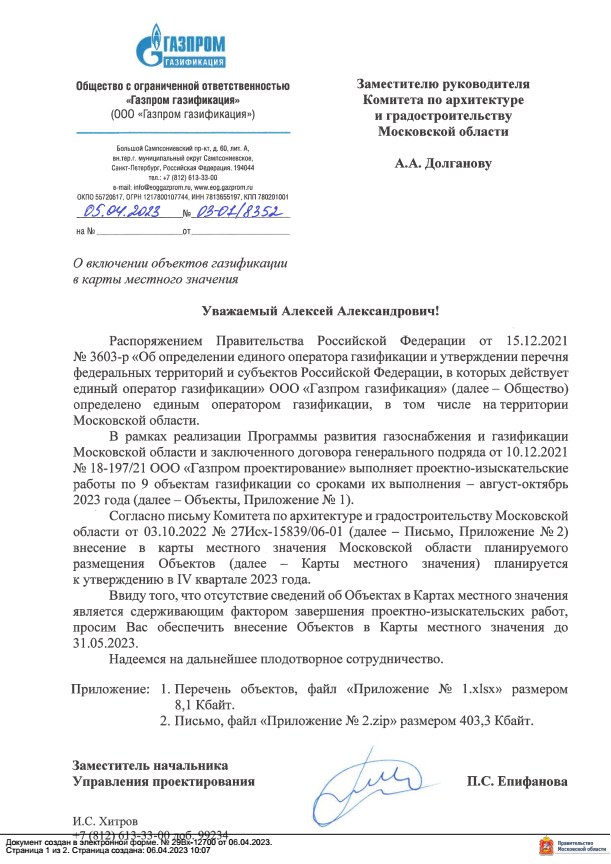 ГАЗПРОМ
ГАЗИФИКАЦИЯ
Общество с ограниченной ответственностью
«Газпром газификация»
(ООО «Газпром газификация»)
Большой Сампсониевский пр-кт, д. 60, лит. А,
вн.тер.г. муниципальный округ Сампсониевское,
Санкт-Петербург, Российская Федерация, 194044
тел.: +7 (812) 613-33-00
e-mail: info@eoggazprom.ru, www.eog.gazprom.ru
ОКПО 55720617, ОГРН 1217800107744, ИНН 7813655197, КПП 780201001
05.04.2023 № 03-01/8352
на № от
Заместителю руководителя
Комитета по архитектуре
и градостроительству
Московской области
А.А. Долганову
О включении объектов газификации
в карты местного значения
Уважаемый Алексей Александрович!
Распоряжением Правительства Российской Федерации от 15.12.2021
№ 3603-р «Об определении единого оператора газификации и утверждении перечня
федеральных территорий и субъектов Российской Федерации, в которых действует
единый оператор газификации» ООО «Газпром газификация» (далее – Общество)
определено единым оператором газификации, в том числе на территории
Московской области.
В рамках реализации Программы развития газоснабжения и газификации
Московской области и заключенного договора генерального подряда от 10.12.2021
№ 18-197/21 ООО «Газпром проектирование» выполняет проектно-изыскательские
работы по 9 объектам газификации со сроками их выполнения – август-октябрь
2023 года (далее – Объекты, Приложение № 1).
Согласно письму Комитета по архитектуре и градостроительству Московской
области от 03.10.2022 № 27Исх-15839/06-01 (далее – Письмо, Приложение № 2)
внесение в карты местного значения Московской области планируемого
размещения Объектов (далее – Карты местного значения) планируется
к утверждению в IV квартале 2023 года.
Ввиду того, что отсутствие сведений об Объектах в Картах местного значения
является сдерживающим фактором завершения проектно-изыскательских работ,
просим Вас обеспечить внесение Объектов в Карты местного значения до
31.05.2023.
Надеемся на дальнейшее плодотворное сотрудничество.
Приложение: 1. Перечень объектов, файл «Приложение № 1.xlsx» размером
8,1 Кбайт.
2. Письмо, файл «Приложение № 2.zip» размером 403,3 Кбайт.
Заместитель начальника
Управления проектирования П.С. Епифанова
И.С. Хитров
+7 (812) 613-33-00 доб. 99234
Документ создан в электронной форме. № 29Вх-12700 от 06.04.2023.
Страница 1 из 2. Страница создана: 06.04.2023 10:07
Правительство
Московской области